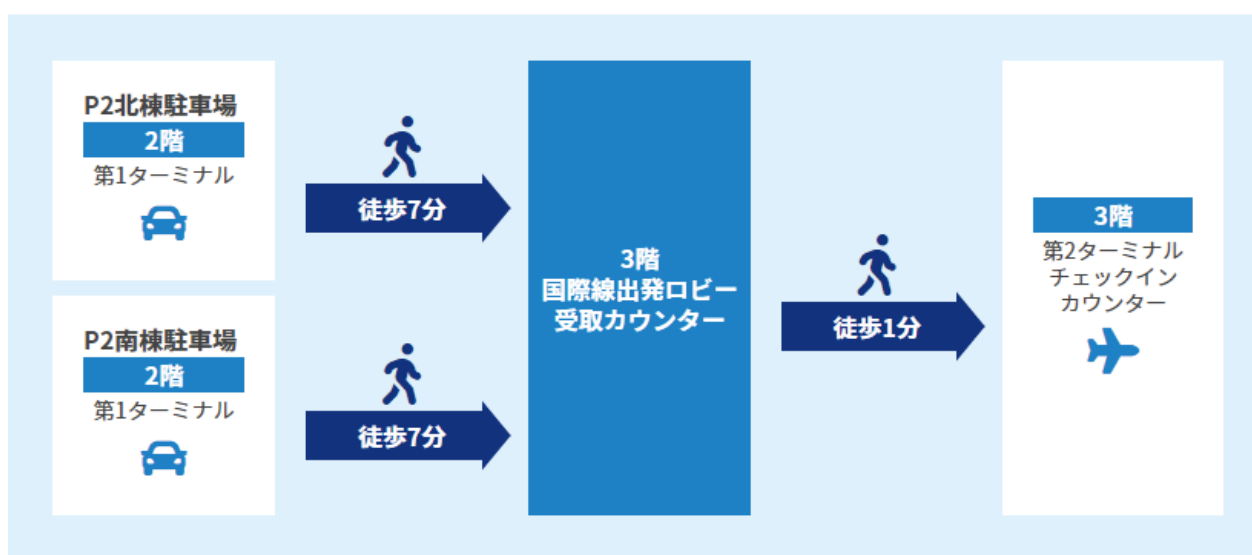 P2北棟駐車場
2階
第1ターミナル
徒歩7分
P2南棟駐車場
2階
第1ターミナル
徒歩7分
3階
国際線出発ロビー
受取カウンター
徒歩1分
3階
第2ターミナル
チェックイン
カウンター